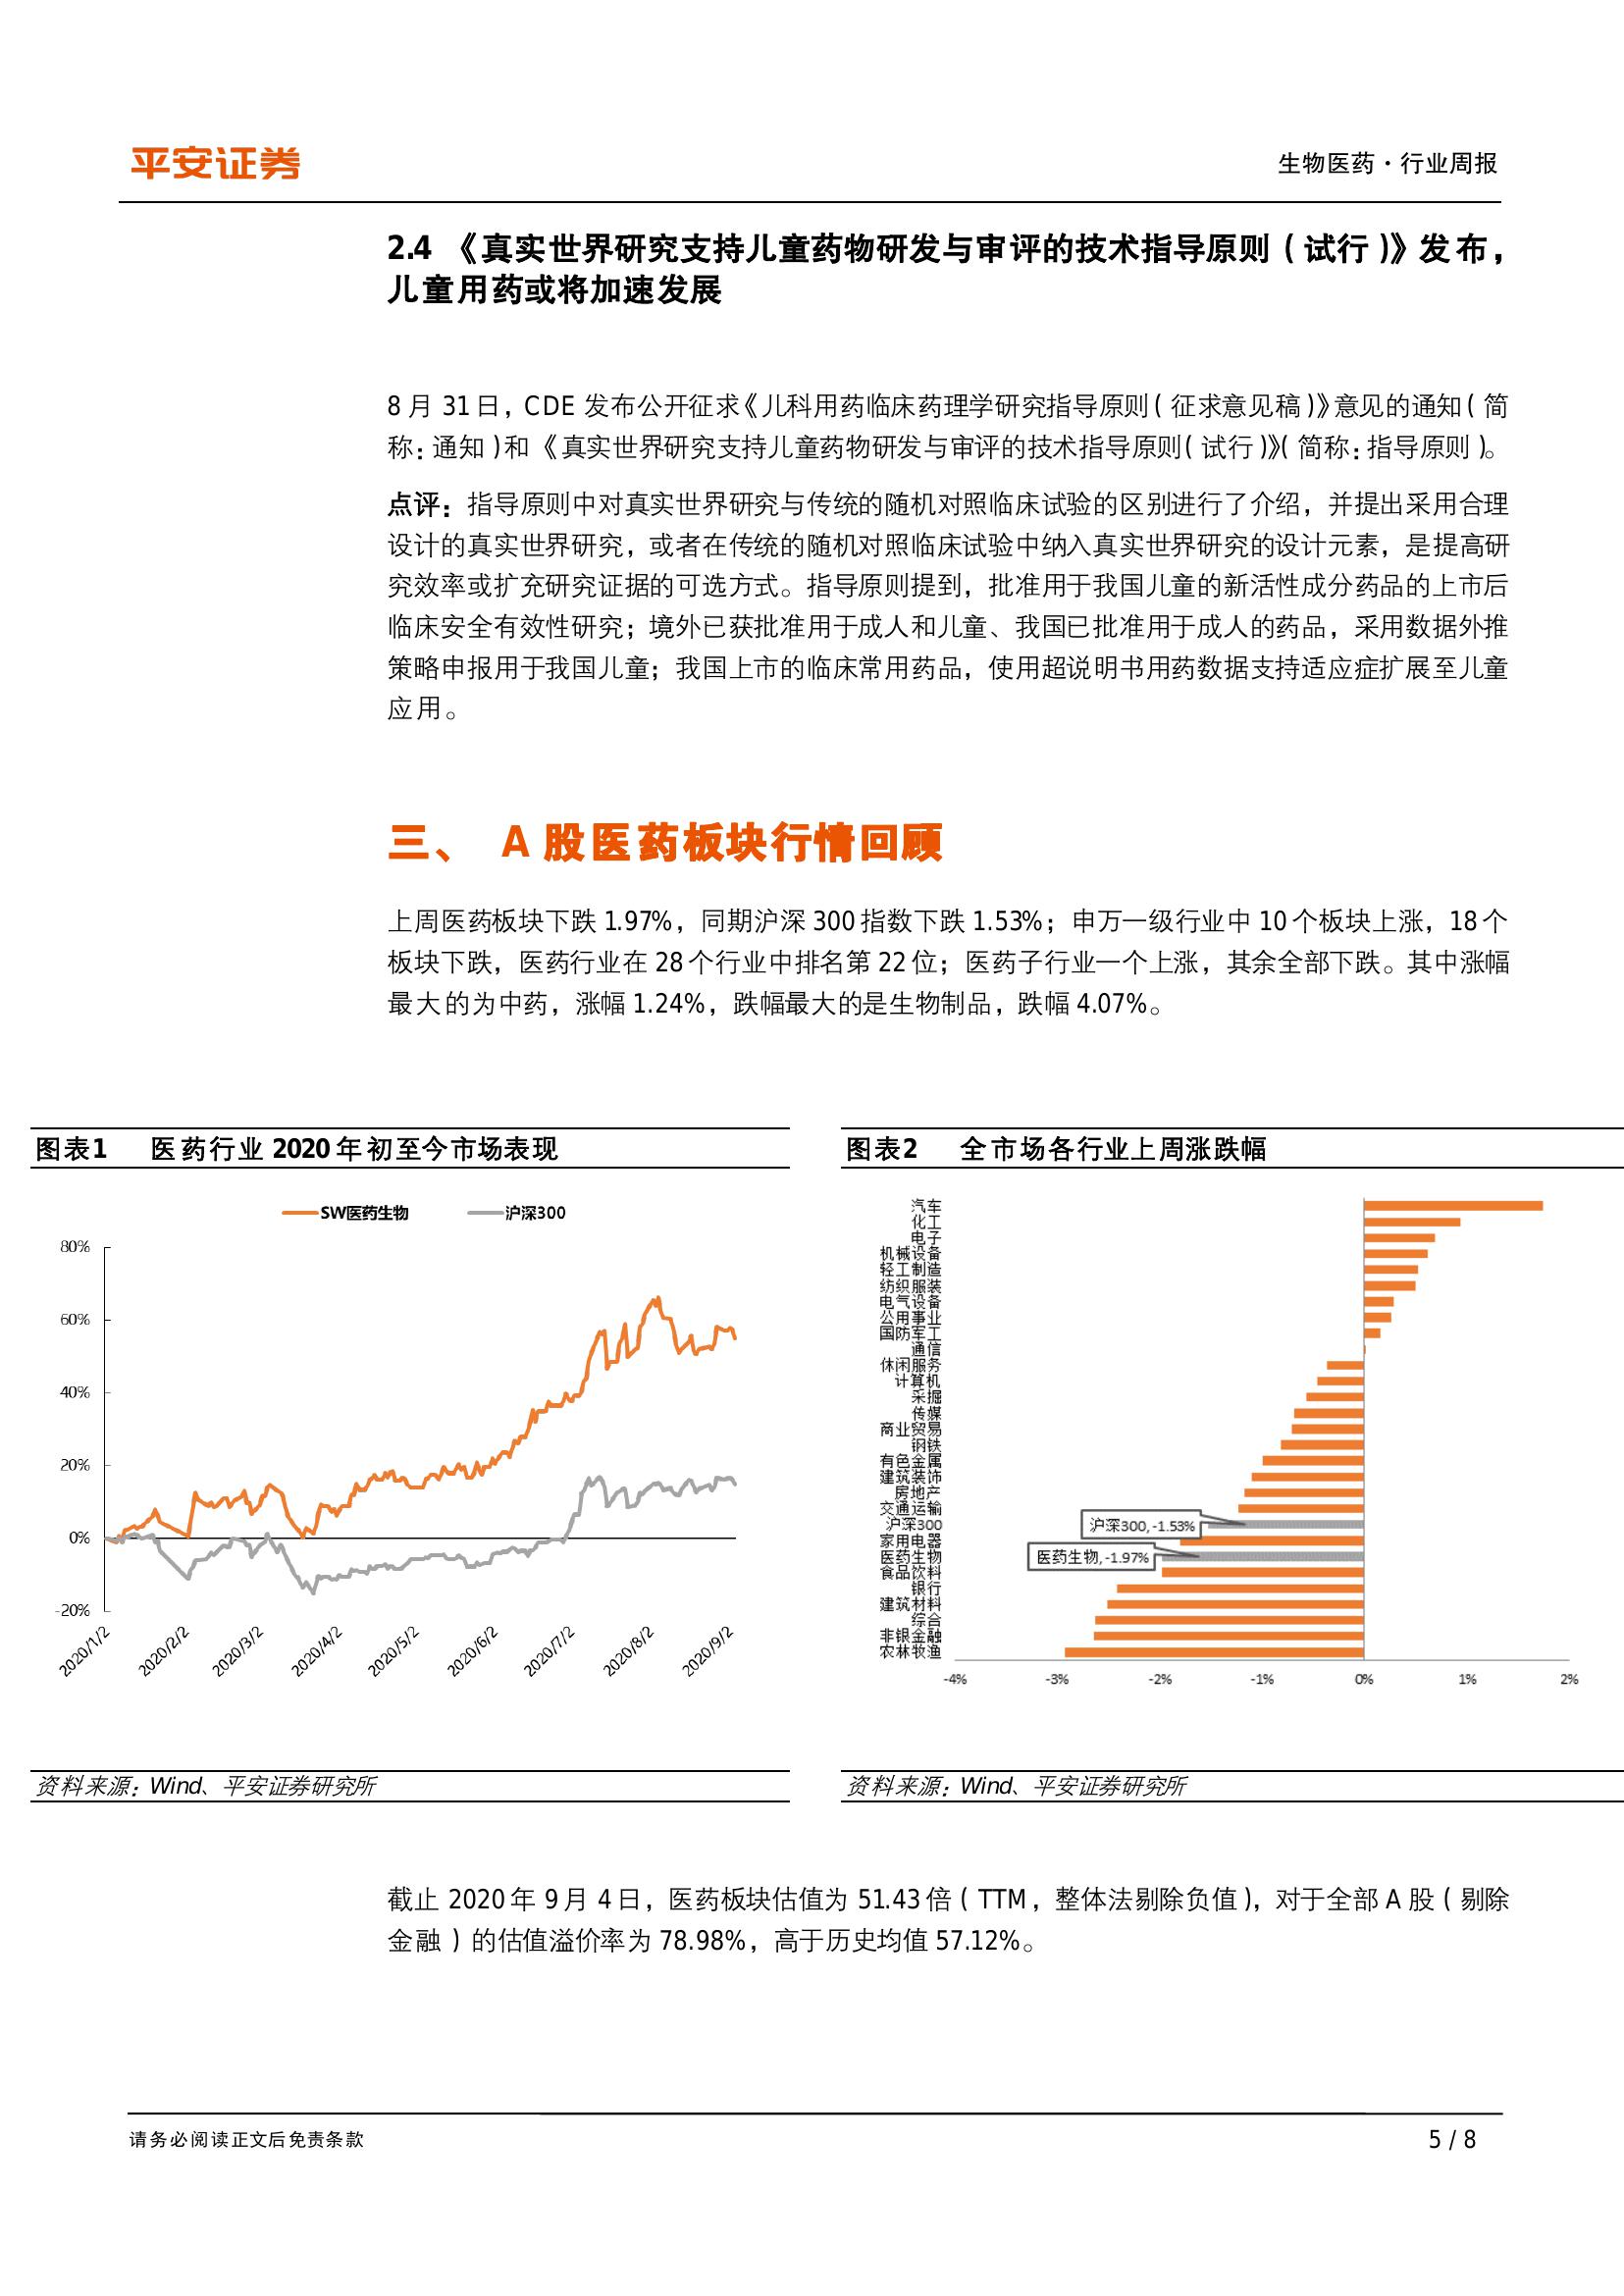 平安证券
生物医药·行业周报
2.4 《真实世界研究支持儿童药物研发与审评的技术指导原则(试行)》发布，
儿童用药或将加速发展
8月31日，CDE发布公开征求《儿科用药临床药理学研究指导原则(征求意见稿)》意见的通知(简
称：通知)和《真实世界研究支持儿童药物研发与审评的技术指导原则(试行)》(简称：指导原则)。
点评：指导原则中对真实世界研究与传统的随机对照临床试验的区别进行了介绍，并提出采用合理
设计的真实世界研究，或者在传统的随机对照临床试验中纳入真实世界研究的设计元素，是提高研
究效率或扩充研究证据的可选方式。指导原则提到，批准用于我国儿童的新活性成分药品的上市后
临床安全有效性研究；境外已获批准用于成人和儿童、我国已批准用于成人的药品，采用数据外推
策略申报用于我国儿童；我国上市的临床常用药品，使用超说明书用药数据支持适应症扩展至儿童
应用。
三、 A股医药板块行情回顾
上周医药板块下跌1.97%，同期沪深300指数下跌1.53%；申万一级行业中10个板块上涨，18个
板块下跌，医药行业在28个行业中排名第22位；医药子行业一个上涨，其余全部下跌。其中涨幅
最大的为中药，涨幅1.24%，跌幅最大的是生物制品，跌幅4.07%。
图表1 医药行业2020年初至今市场表现
SW医药生物 沪深300
80%
60%
40%
20%
0%
-20%
2020/1/2 2020/2/2 2020/3/2 2020/4/2 2020/5/2 2020/6/2 2020/7/2 2020/8/2 2020/9/2
资料来源：Wind、平安证券研究所
图表2 全市场各行业上周涨跌幅
汽车
化工
电子
机械设备
轻工制造
纺织服装
电气设备
公用事业
国防军工
通信
休闲服务
计算机
采掘
传媒
商业贸易
钢铁
有色金属
建筑装饰
房地产
交通运输
沪深300
沪深300, -1.53%
家用电器
医药生物
医药生物, -1.97%
食品饮料
银行
建筑材料
综合
非银金融
农林牧渔
-4% -3% -2% -1% 0% 1% 2%
资料来源：Wind、平安证券研究所
截止2020年9月4日，医药板块估值为51.43倍(TTM，整体法剔除负值)，对于全部A股(剔除
金融)的估值溢价率为78.98%，高于历史均值57.12%。
请务必阅读正文后免责条款
5 / 8